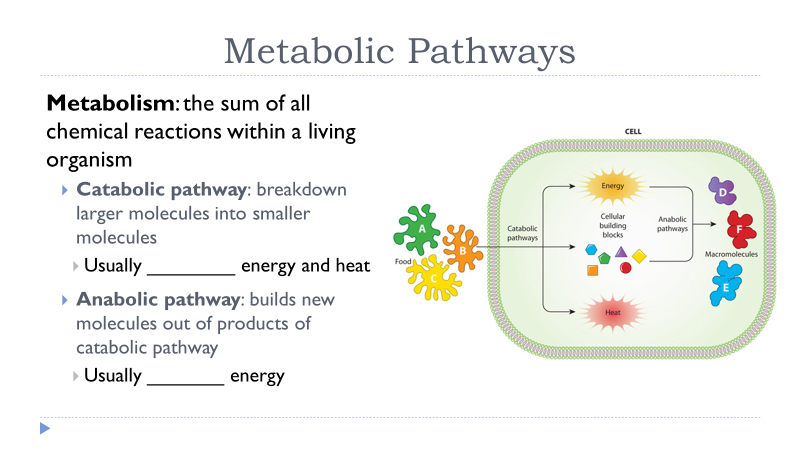 Metabolic Pathways
Metabolism: the sum of all
chemical reactions within a living
organism
Catabolic pathway: breakdown
larger molecules into smaller
molecules
Usually _________ energy and heat
Anabolic pathway: builds new
molecules out of products of
catabolic pathway
Usually ________ energy
CELL
Energy
Cellular
building
blocks
Catabolic
pathways
Anabolic
pathways
Food
A
B
C
D
F
Macromolecules
E
Heat